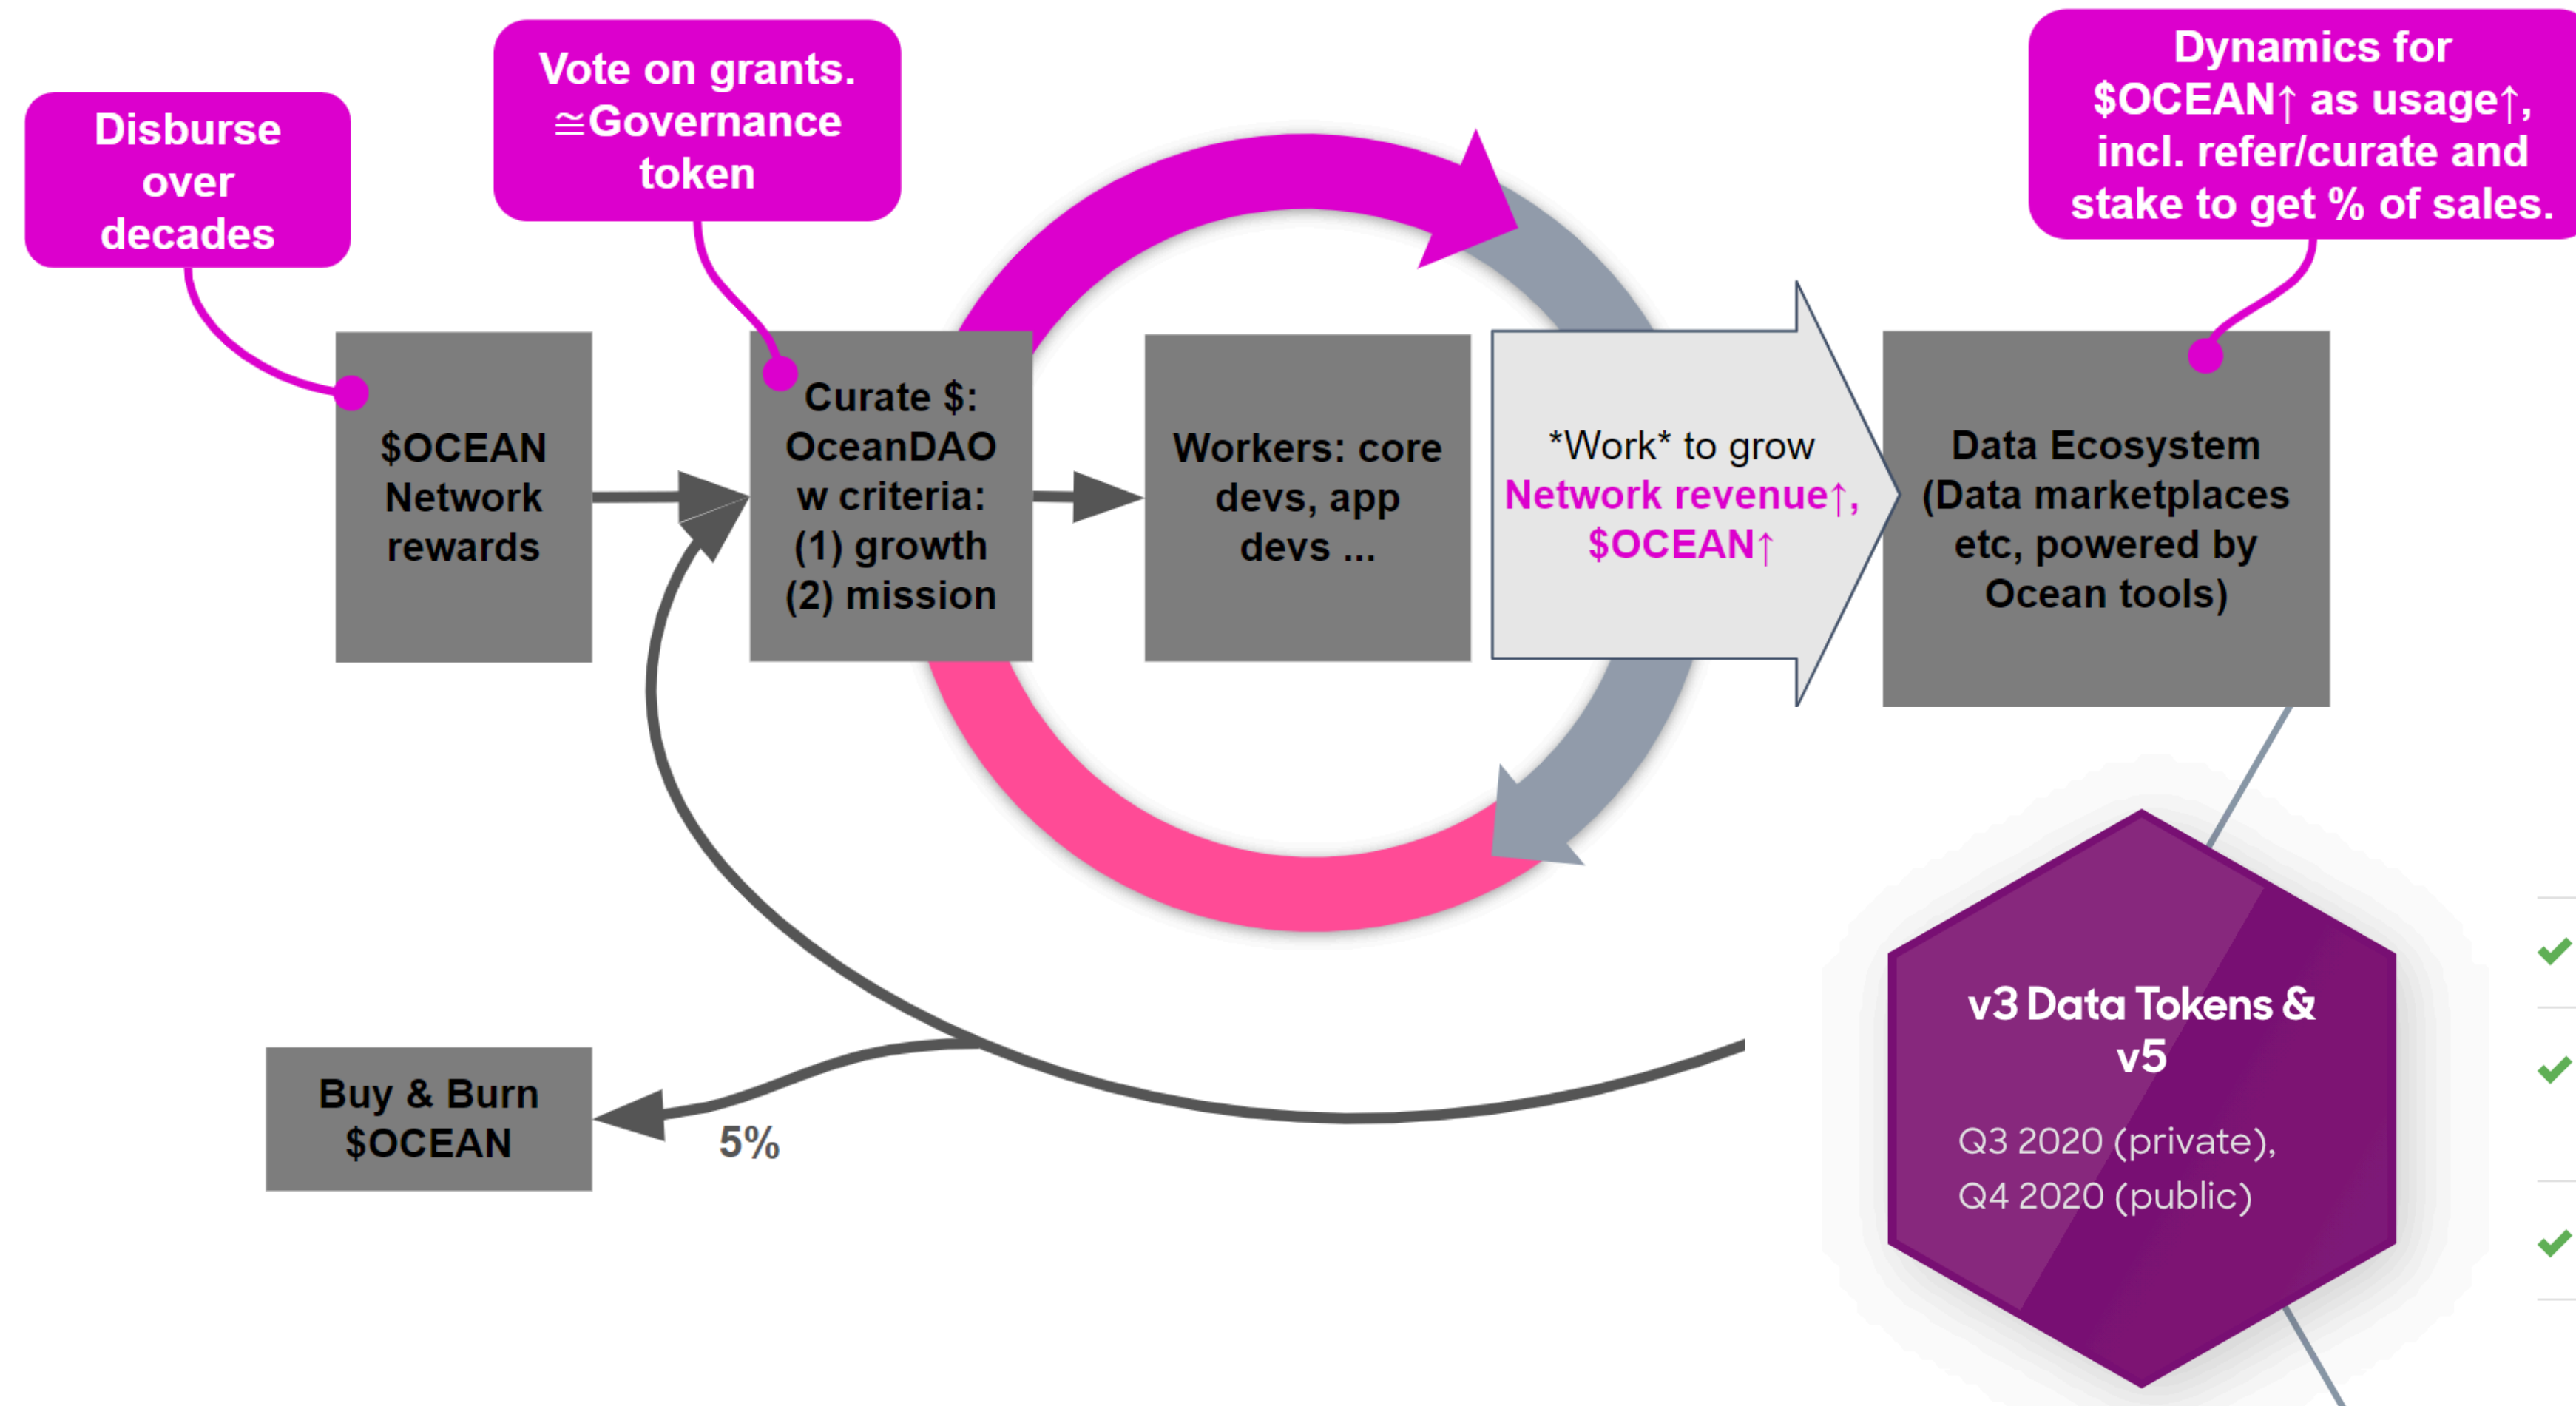 Disburse
over
decades
Vote on grants.
≅Governance
token
Dynamics for
$OCEAN↑ as usage↑,
incl. refer/curate and
stake to get % of sales.
$OCEAN
Network
rewards
Curate $:
OceanDAO
w criteria:
(1) growth
(2) mission
Workers: core
devs, app
devs ...
*Work* to grow
Network revenue↑,
$OCEAN↑
Data Ecosystem
(Data marketplaces
etc, powered by
Ocean tools)
Buy & Burn
$OCEAN
5%
v3 Data Tokens &
v5
Q3 2020 (private),
Q4 2020 (public)